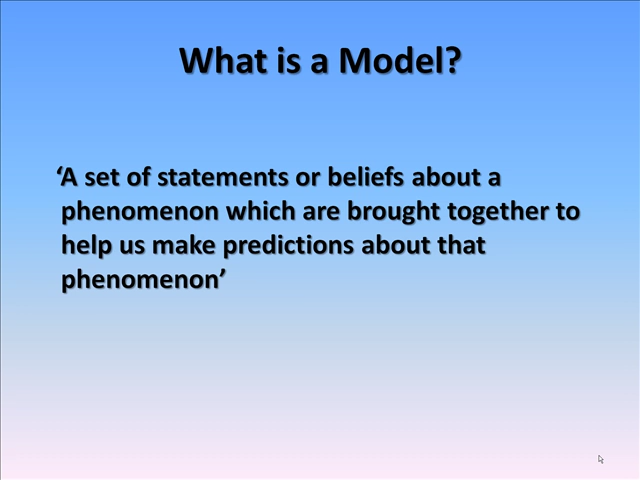 What is a Model?
‘A set of statements or beliefs about a
phenomenon which are brought together to
help us make predictions about that
phenomenon’